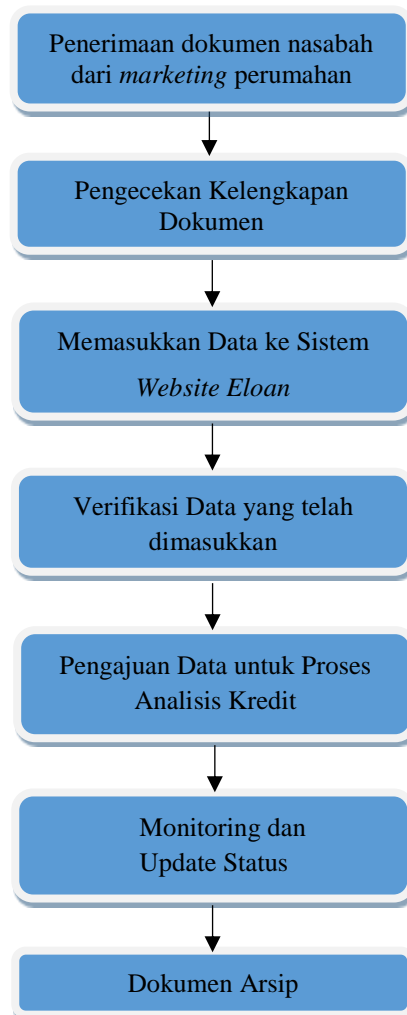 Penerimaan dokumen nasabah
dari marketing perumahan
Pengecekan Kelengkapan
Dokumen
Memasukkan Data ke Sistem
Website Eloan
Verifikasi Data yang telah
dimasukkan
Pengajuan Data untuk Proses
Analisis Kredit
Monitoring dan
Update Status
Dokumen Arsip